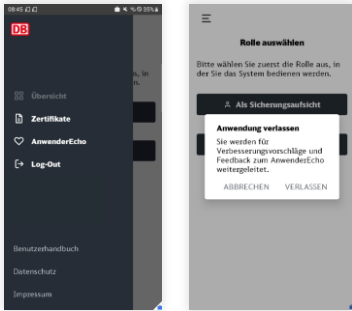 08:45
35%
DB
n, in
n.
Übersicht
Zertifikate
AnwenderEcho
Log-Out
Benutzerhandbuch
Datenschutz
Impressum
Rolle auswählen
Bitte wählen Sie zuerst die Rolle aus, in
der Sie das System bedienen werden.
Als Sicherungsaufsicht
Anwendung verlassen
Sie werden für
Verbesserungsvorschläge und
Feedback zum AnwenderEcho
weitergeleitet.
ABBRECHEN VERLASSEN